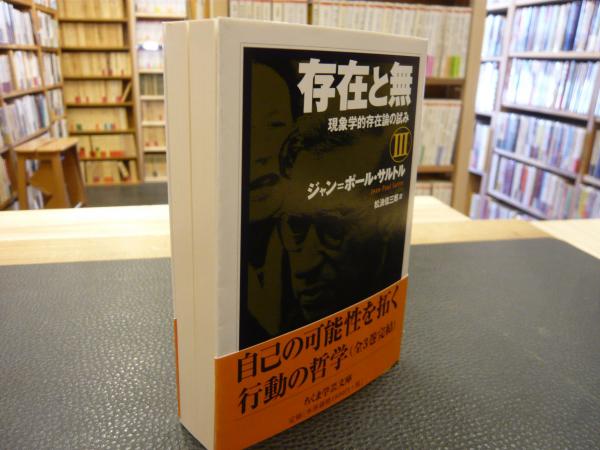 存在と無
現象学的存在論の試み
III
ジャン=ポール・サルトル
Jean-Paul Sartre
松浪信三郎 訳
自己の可能性を拓く
行動の哲学（全3巻完結）
ちくま学芸文庫